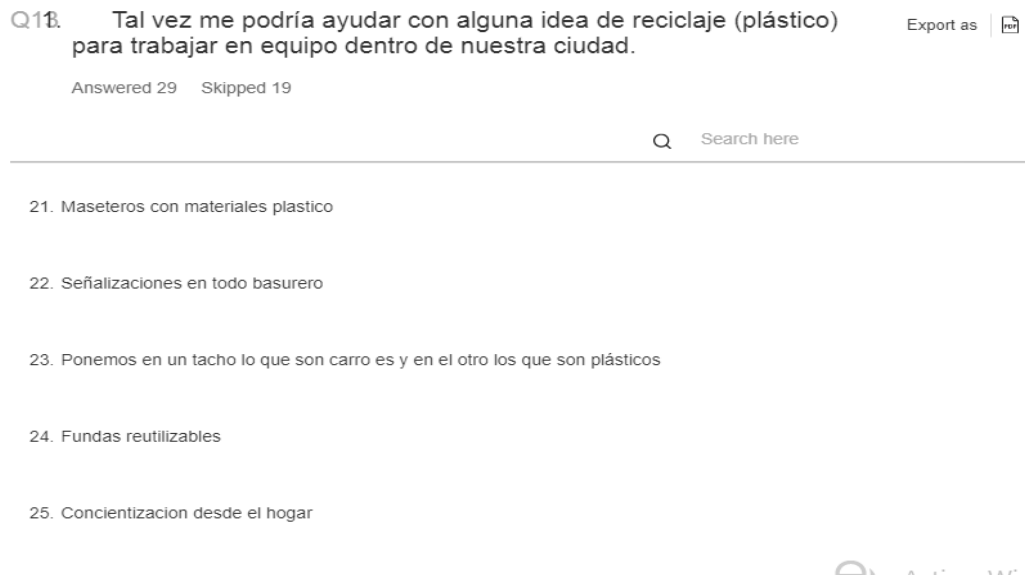 Tal vez me podría ayudar con alguna idea de reciclaje (plástico)
para trabajar en equipo dentro de nuestra ciudad.
Export as
PDF
Answered 29 Skipped 19
Search here
21. Maseteros con materiales plastico
22. Señalizaciones en todo basurero
23. Ponemos en un tacho lo que son carro es y en el otro los que son plásticos
24. Fundas reutilizables
25. Concientizacion desde el hogar